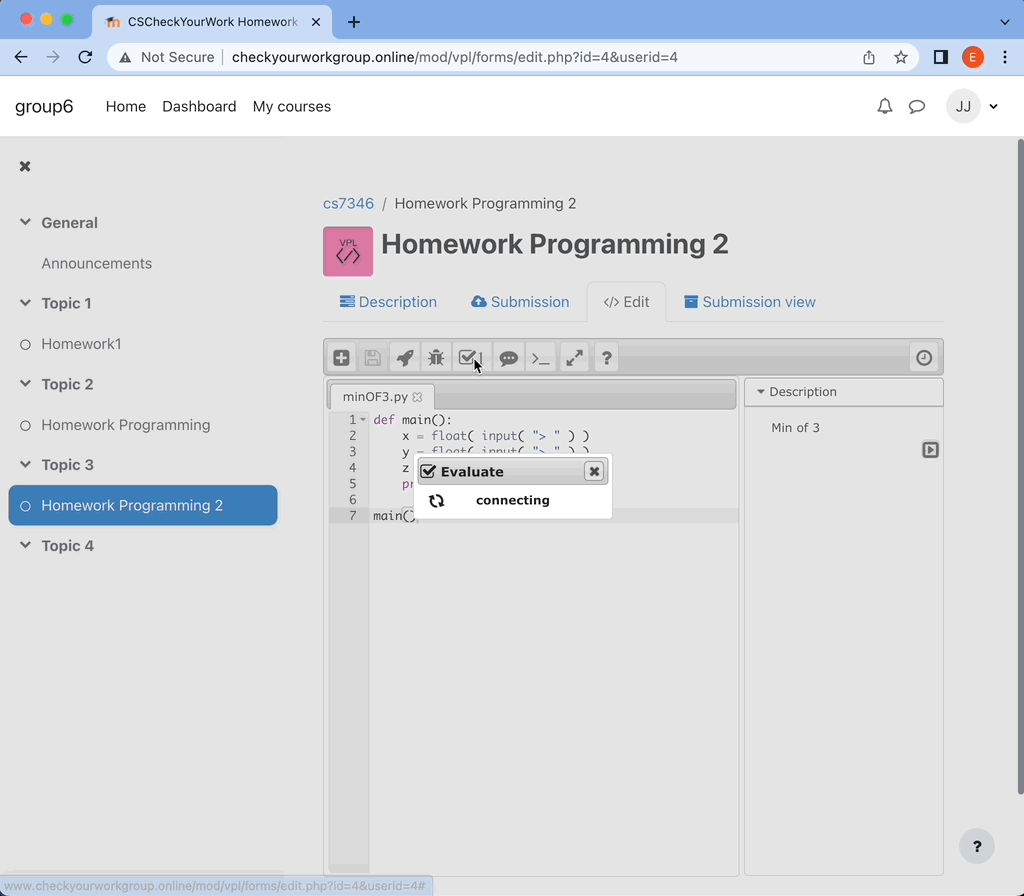 CSCheckYourWork Homework
Not Secure
checkyourworkgroup.online/mod/vpl/forms/edit.php?id=4&userid=4
E
group6
Home
Dashboard
My courses
JJ
General
Announcements
Topic 1
Homework1
Topic 2
Homework Programming
Topic 3
Homework Programming 2
Topic 4
cs7346 / Homework Programming 2
VPL
Homework Programming 2
Description
Submission
</> Edit
Submission view
minOF3.py
Description
Min of 3
1 def main():
2 x = float( input( "> " ) )
3 y = float( input( "> " ) )
4 z
5 pr
6
7 main()
Evaluate
connecting
?
www.checkyourworkgroup.online/mod/vpl/forms/edit.php?id=4&userid=4#